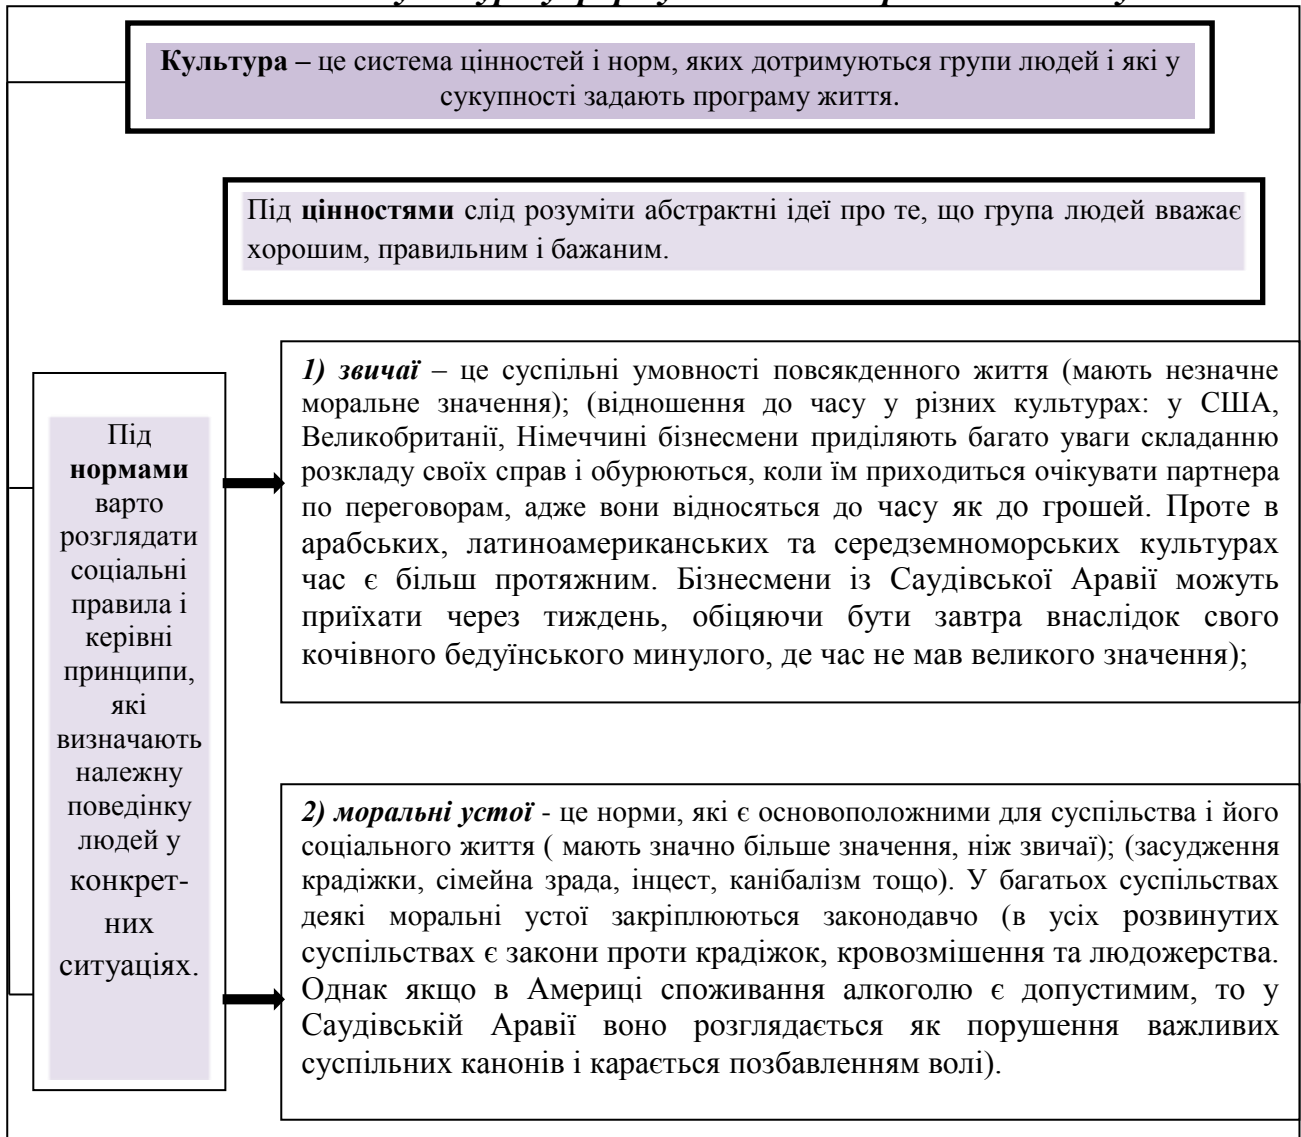 Культура – це система цінностей і норм, яких дотримуються групи людей і які у
сукупності задають програму життя.
Під цінностями слід розуміти абстрактні ідеї про те, що група людей вважає
хорошим, правильним і бажаним.
Під
нормами
варто
розглядати
соціальні
правила і
керівні
принципи,
які
визначають
належну
поведінку
людей у
конкрет-
них
ситуаціях.
1) звичаї – це суспільні умовності повсякденного життя (мають незначне
моральне значення); (відношення до часу у різних культурах: у США,
Великобританії, Німеччині бізнесмени приділяють багато уваги складанню
розкладу своїх справ і обурюються, коли їм приходиться очікувати партнера
по переговорам, адже вони відносяться до часу як до грошей. Проте в
арабських, латиноамериканських та середземноморських культурах
час є більш протяжним. Бізнесмени із Саудівської Аравії можуть
приїхати через тиждень, обіцяючи бути завтра внаслідок свого
кочівного бедуїнського минулого, де час не мав великого значення);
2) моральні устої - це норми, які є основоположними для суспільства і його
соціального життя ( мають значно більше значення, ніж звичаї); (засудження
крадіжки, сімейна зрада, інцест, канібалізм тощо). У багатьох суспільствах
деякі моральні устої закріплюються законодавчо (в усіх розвинутих
суспільствах є закони проти крадіжок, кровозмішення та людожерства.
Однак якщо в Америці споживання алкоголю є допустимим, то у
Саудівській Аравії воно розглядається як порушення важливих
суспільних канонів і карається позбавленням волі).